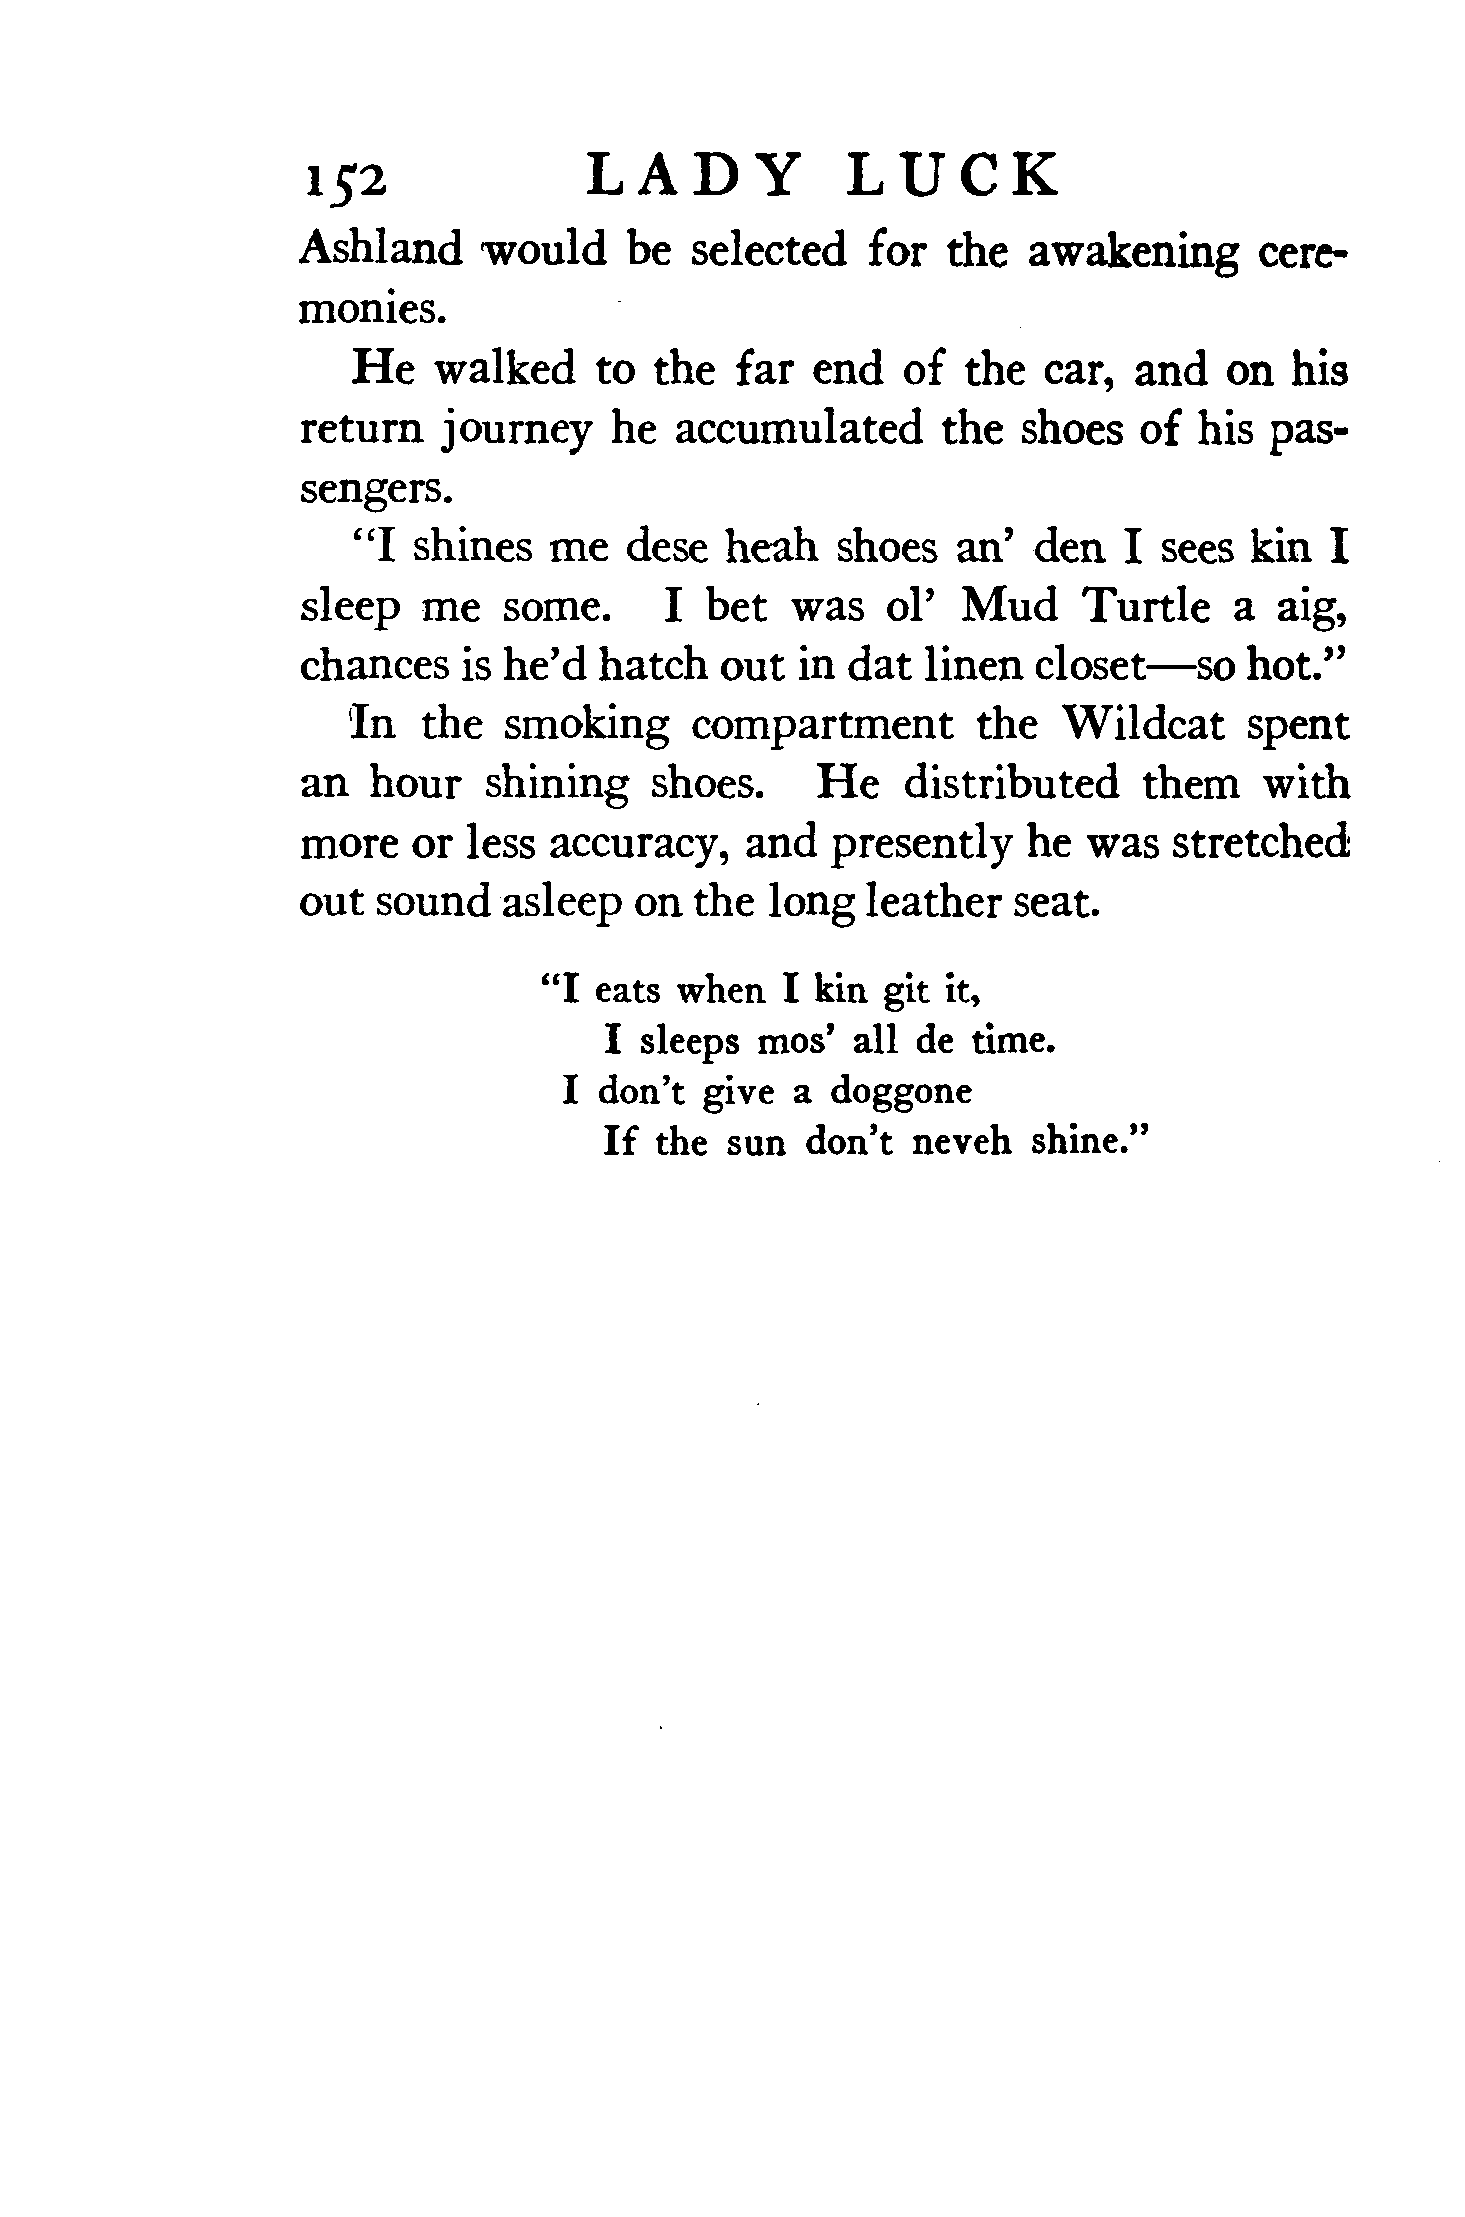 152 LADY LUCK
Ashland would be selected for the awakening cere-
monies.
He walked to the far end of the car, and on his
return journey he accumulated the shoes of his pas-
sengers.
“I shines me dese heah shoes an’ den I sees kin I
sleep me some. I bet was ol’ Mud Turtle a aig,
chances is he’d hatch out in dat linen closet—so hot.”
In the smoking compartment the Wildcat spent
an hour shining shoes. He distributed them with
more or less accuracy, and presently he was stretched
out sound asleep on the long leather seat.
“I eats when I kin git it,
I sleeps mos’ all de time.
I don’t give a doggone
If the sun don’t neveh shine.”